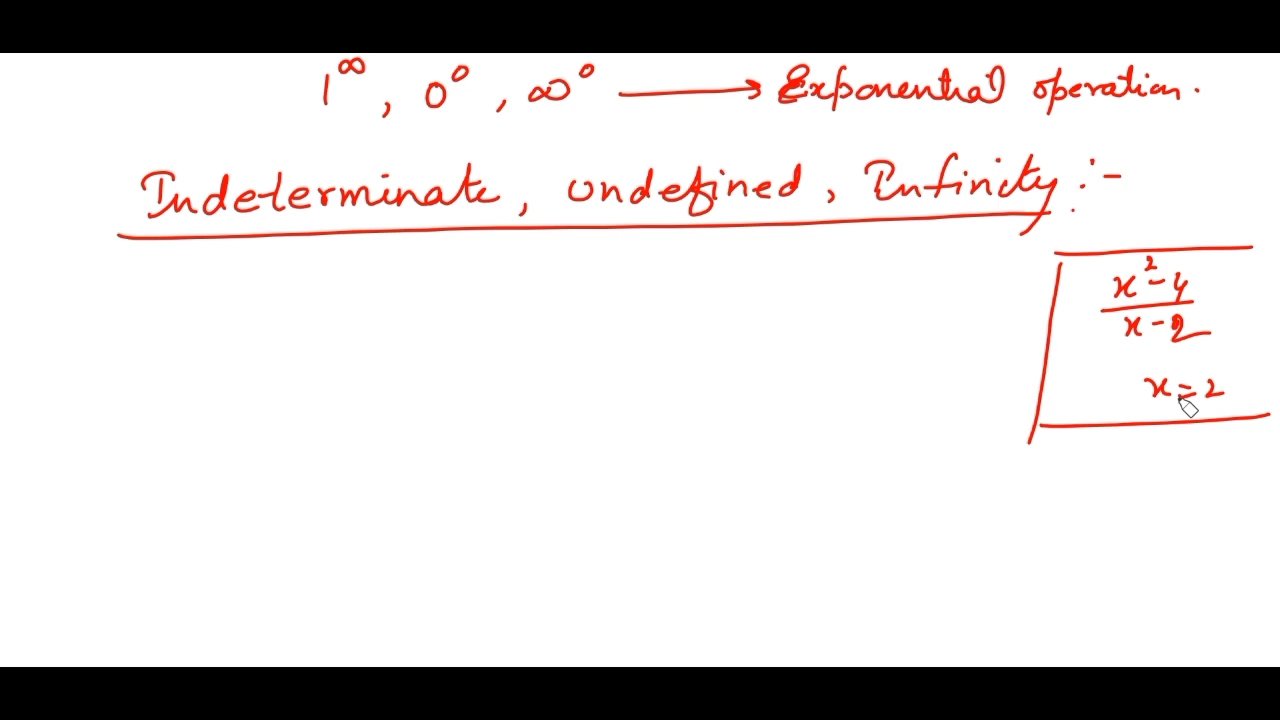 1^∞ , 0^0 , ∞^0 ⟶ Exponential operation.
Indeterminate, Undefined, Infinity :-
x^2 - 4
x - 2
x = 2